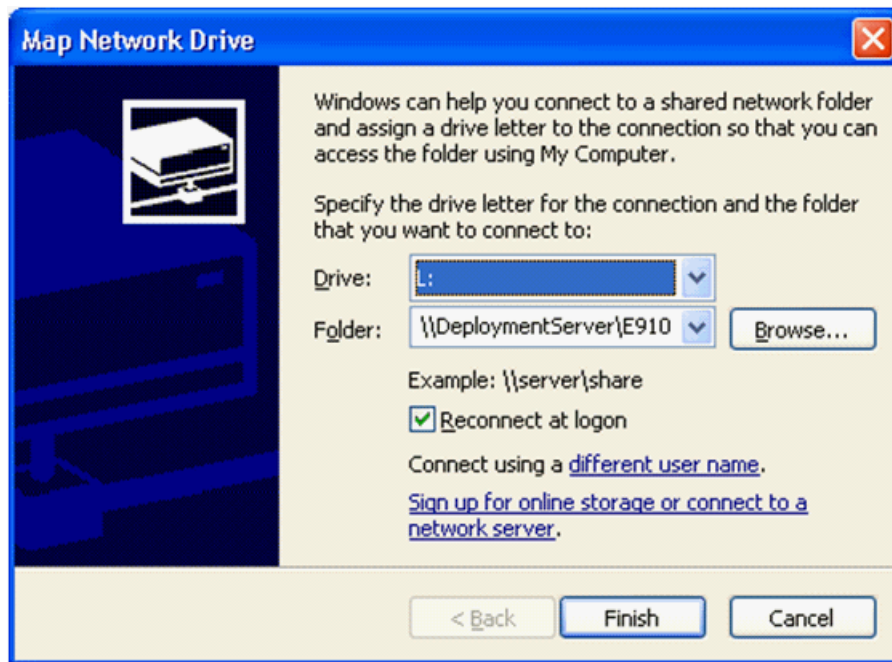 Map Network Drive
Windows can help you connect to a shared network folder
and assign a drive letter to the connection so that you can
access the folder using My Computer.
Specify the drive letter for the connection and the folder
that you want to connect to:
Drive: L:
Folder: \\DeploymentServer\E910 Browse...
Example: \\server\share
Reconnect at logon
Connect using a different user name.
Sign up for online storage or connect to a
network server.
< Back Finish Cancel